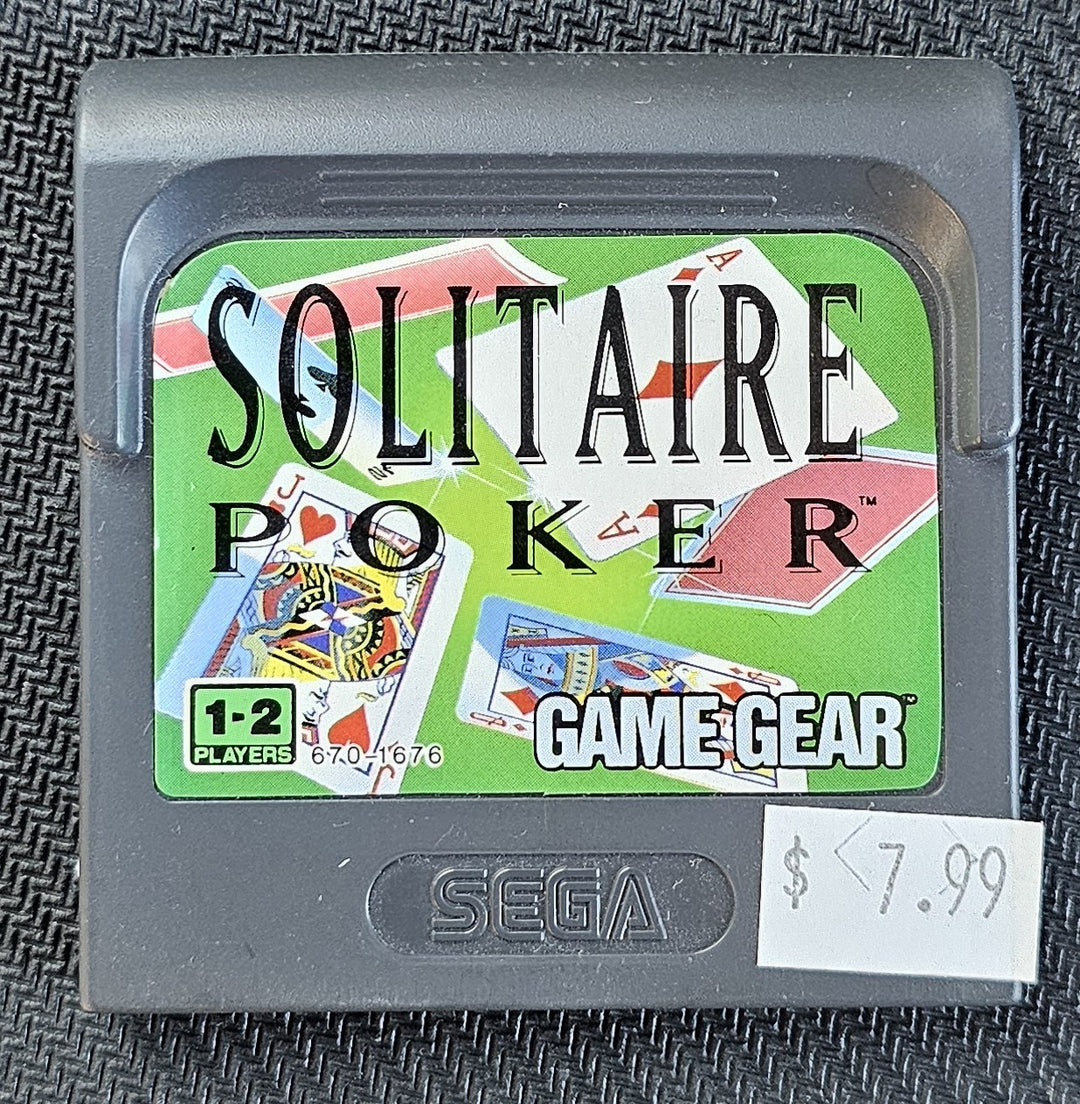 SOLITAIRE
POKER™
A
A
J
Q
1-2
PLAYERS
670-1676
GAME GEAR™
SEGA
$ 7.99